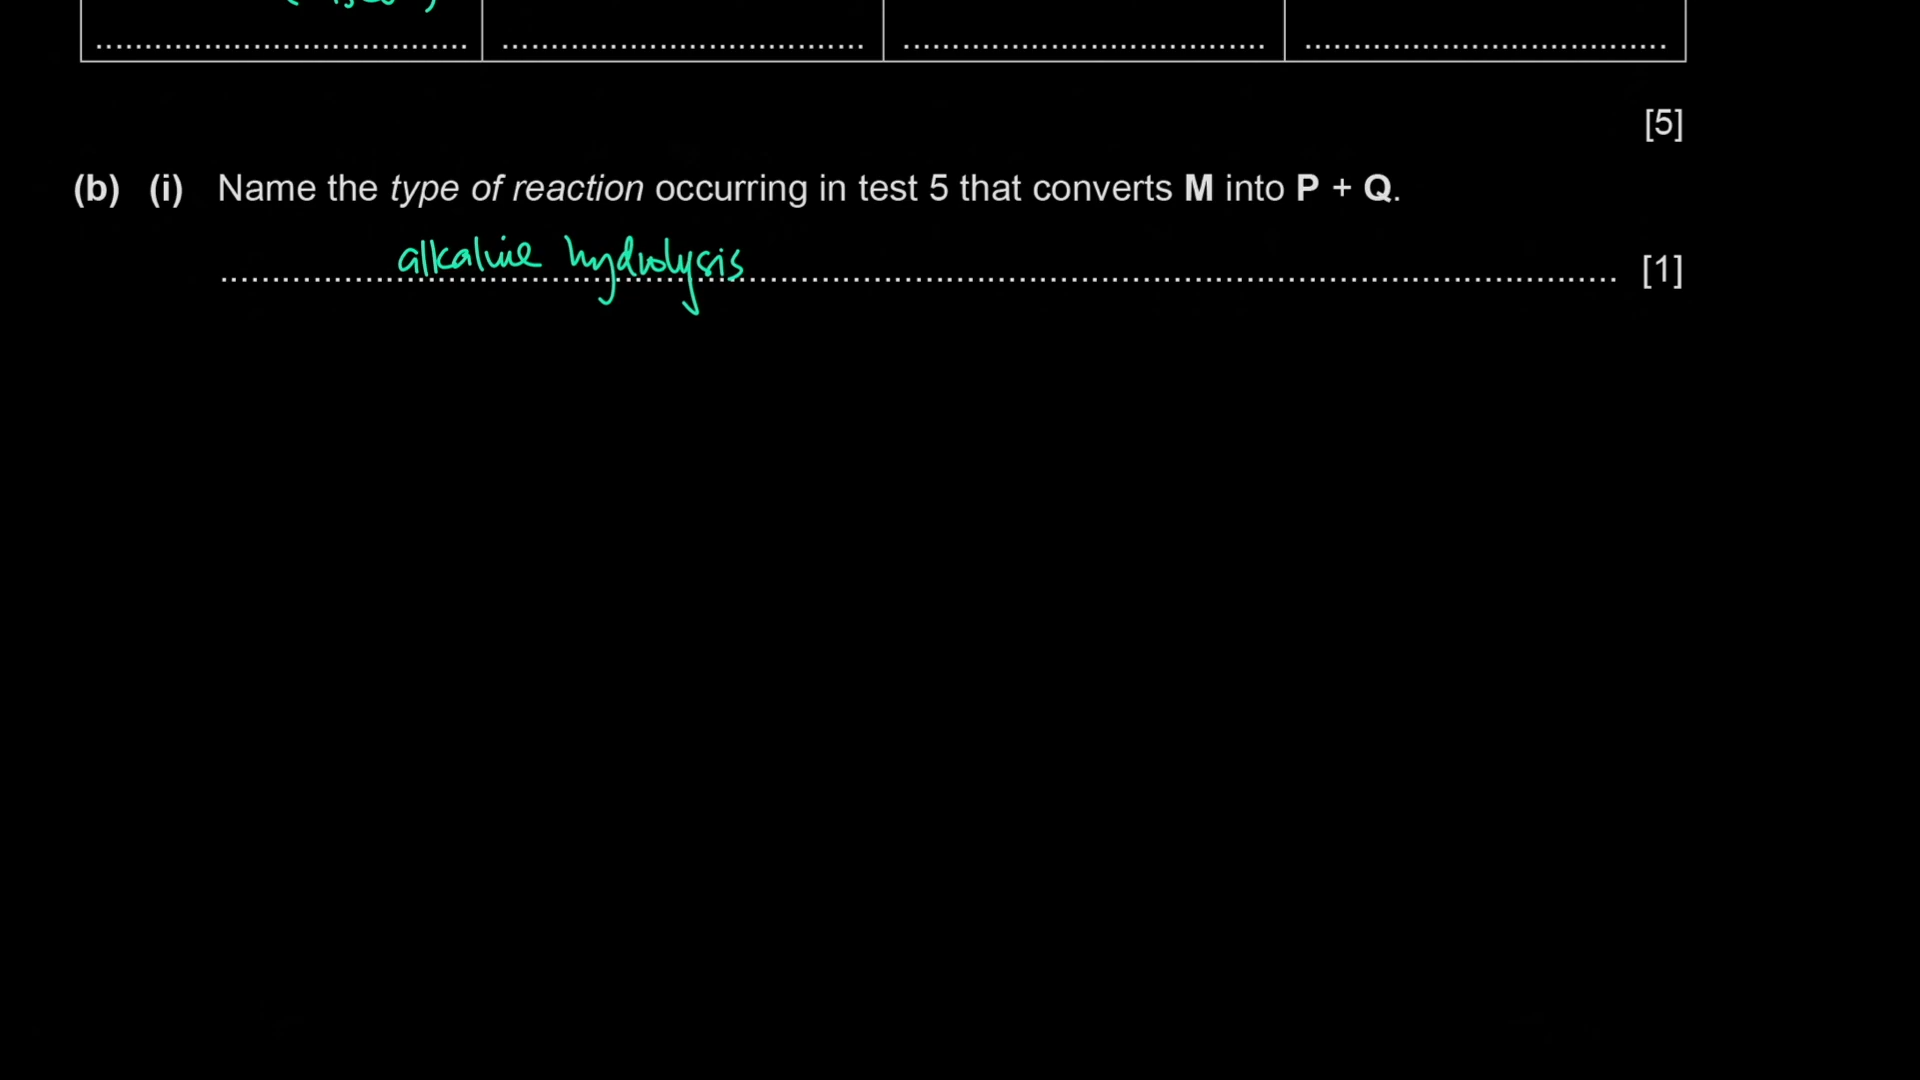 [5]
(b) (i) Name the type of reaction occurring in test 5 that converts M into P + Q.
alkaline hydrolysis [1]